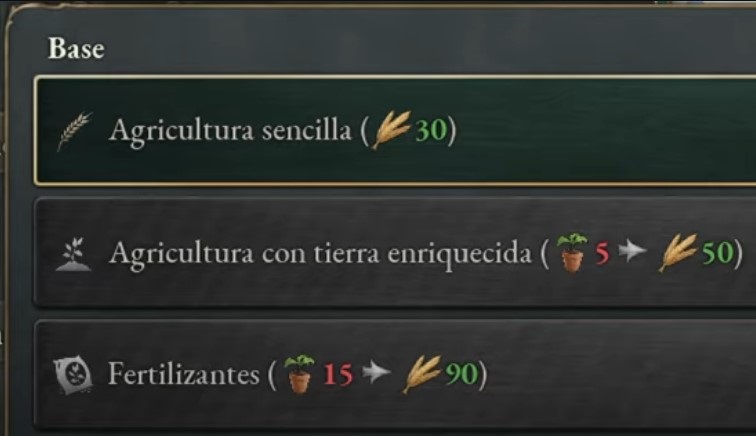 Base
Agricultura sencilla (30)
Agricultura con tierra enriquecida (5 50)
Fertilizantes (15 90)